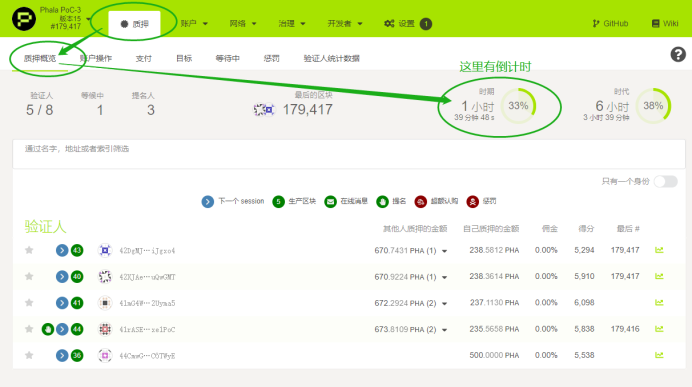 Phala PoC-3
版本15
#179,417
质押
账户
网络
治理
开发者
设置 1
GitHub
Wiki
质押概览
账户操作
支付
目标
等待中
惩罚
验证人统计数据
这里有倒计时
验证人
5 / 8
等候中
1
提名人
3
最后的区块
179,417
时期
1 小时
39 分钟 48 s
33%
时代
6 小时
3 小时 39 分钟
38%
通过名字，地址或者索引筛选
只有一个身份
下一个 session
5 生产区块
在线消息
提名
超额认购
惩罚
验证人 其他人质押的金额 自己质押的金额 佣金 得分 最后 #
43 670.7431 PHA (1) 238.5812 PHA 0.00% 5,294 179,417
40 670.9224 PHA (1) 238.3614 PHA 0.00% 5,910 179,417
41 672.2924 PHA (2) 237.1130 PHA 0.00% 6,098
44 673.8109 PHA (2) 235.5658 PHA 0.00% 5,838 179,416
36 500.0000 PHA 0.00% 5,538